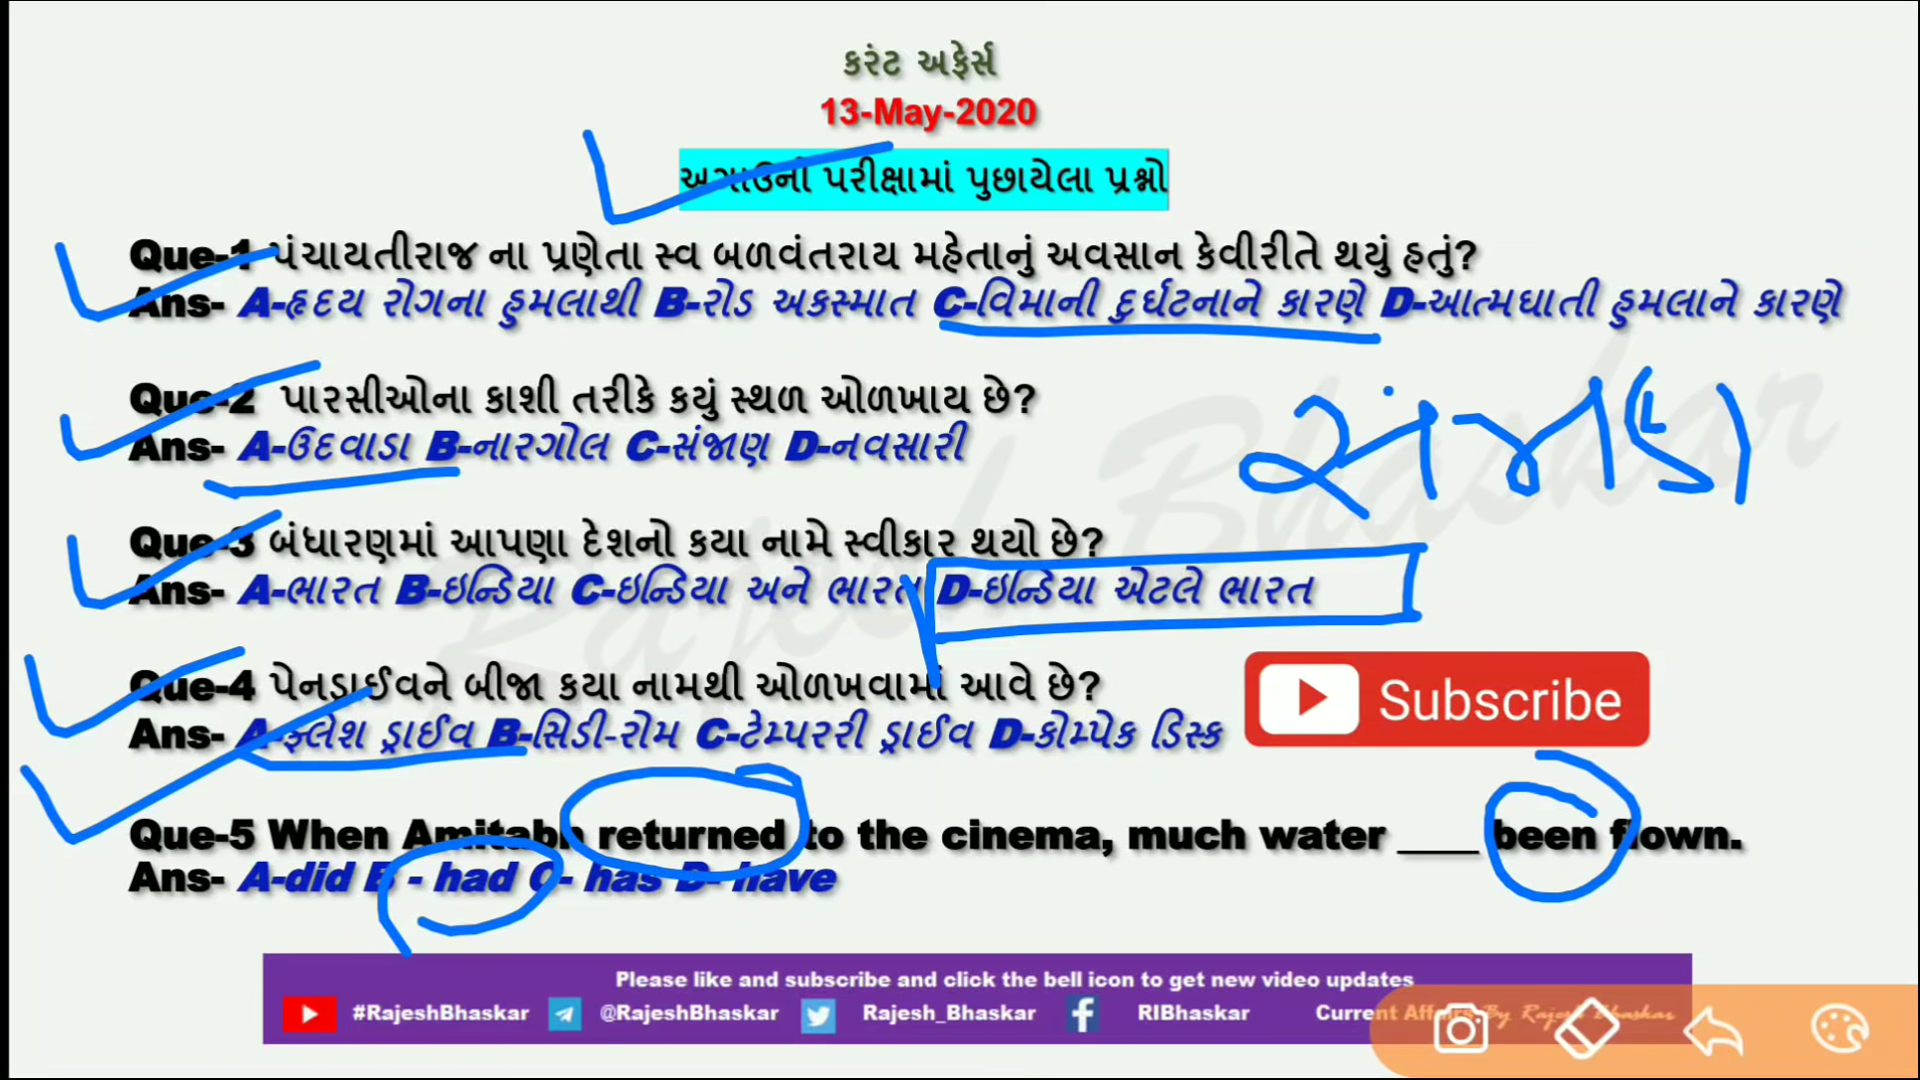 કરંટ અફેર્સ
13-May-2020
અગાઉની પરીક્ષામાં પુછાયેલા પ્રશ્નો
Que-1 પંચાયતીરાજ ના પ્રણેતા સ્વ બળવંતરાય મહેતાનું અવસાન કેવીરીતે થયું હતું?
Ans- A-હૃદય રોગના હુમલાથી B-રોડ અકસ્માત C-વિમાની દુર્ઘટનાને કારણે D-આત્મઘાતી હુમલાને કારણે
Que-2 પારસીઓના કાશી તરીકે કયું સ્થળ ઓળખાય છે?
Ans- A-ઉદવાડા B-નારગોલ C-સંજાણ D-નવસારી
Que-3 બંધારણમાં આપણા દેશનો કયા નામે સ્વીકાર થયો છે?
Ans- A-ભારત B-ઇન્ડિયા C-ઇન્ડિયા અને ભારત D-ઇન્ડિયા એટલે ભારત
Que-4 પેનડ્રાઈવને બીજા કયા નામથી ઓળખવામાં આવે છે?
Ans- A-ફ્લેશ ડ્રાઈવ B-સિડી-રોમ C-ટેમ્પરરી ડ્રાઈવ D-કોમ્પેક ડિસ્ક
Subscribe
Que-5 When Amitabh returned to the cinema, much water ____ been flown.
Ans- A-did B - had C- has D- have
Please like and subscribe and click the bell icon to get new video updates
#RajeshBhaskar @RajeshBhaskar Rajesh_Bhaskar RIBhaskar Current Affairs By Rajesh Bhaskar
Rajesh Bhaskar